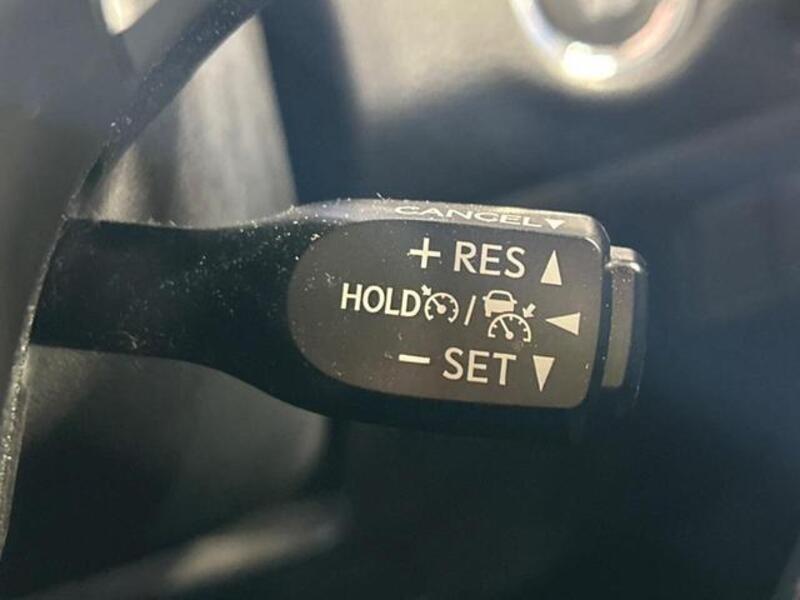 CANCEL▼
+ RES ▲
HOLD / ◀
− SET ▼